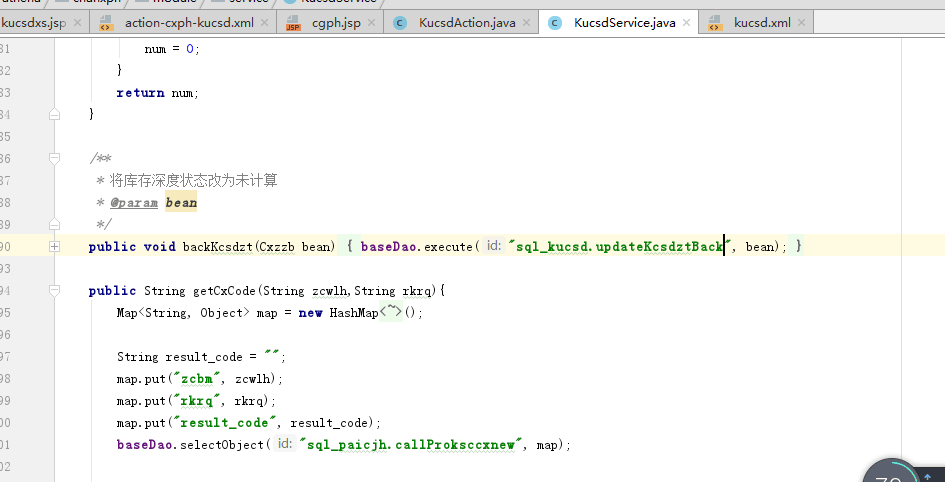 kucsdxs.jsp × action-cxph-kucsd.xml × cgph.jsp × KucsdAction.java × KucsdService.java × kucsd.xml ×
num = 0;
}
return num;
}
/**
* 将库存深度状态改为未计算
* @param bean
*/
public void backKcsdzt(Cxzzb bean) { baseDao.execute( id: "sql_kucsd.updateKcsdztBack", bean); }
public String getCxCode(String zcwlh,String rkrq){
Map<String, Object> map = new HashMap<~>();
String result_code = "";
map.put("zcbm", zcwlh);
map.put("rkrq", rkrq);
map.put("result_code", result_code);
baseDao.selectObject( id: "sql_paicjh.callProksccxnew", map);